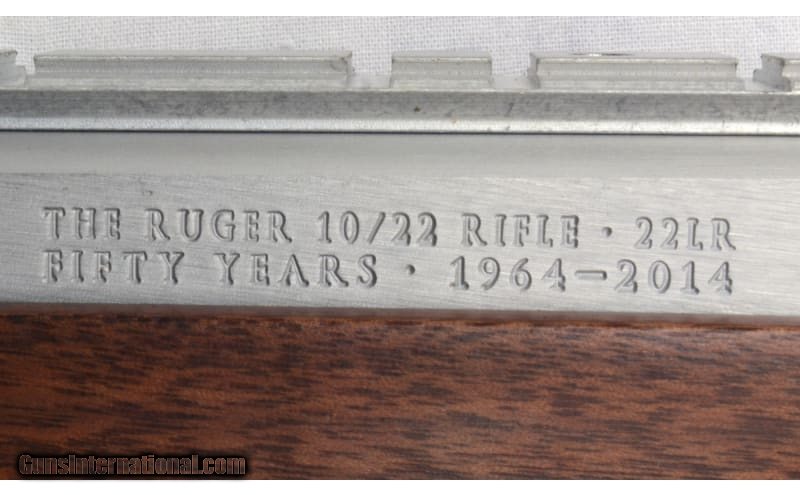 THE RUGER 10/22 RIFLE · 22LR
FIFTY YEARS · 1964–2014
GunsInternational.com